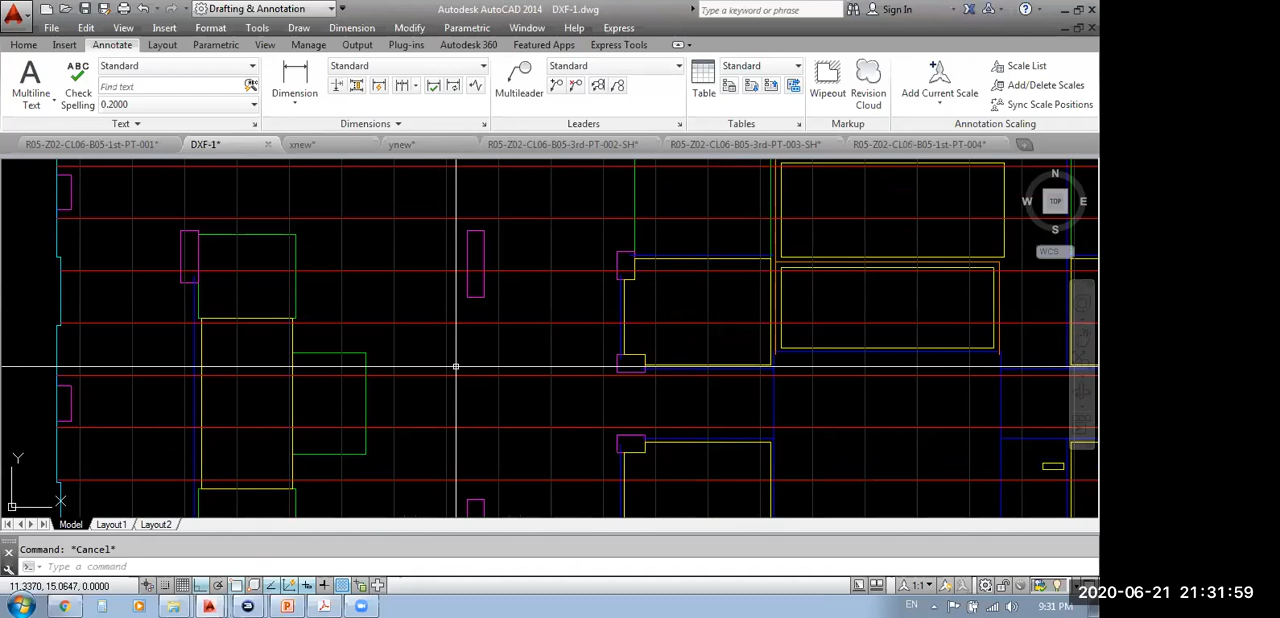 Drafting & Annotation
Autodesk AutoCAD 2014 DXF-1.dwg
Type a keyword or phrase
Sign In
File Edit View Insert Format Tools Draw Dimension Modify Parametric Window Help Express
Home Insert Annotate Layout Parametric View Manage Output Plug-ins Autodesk 360 Featured Apps Express Tools
Multiline Text
ABC
Check Spelling
Standard
Find text
0.2000
Text
Dimension
Standard
Dimensions
Multileader
Standard
Leaders
Table
Standard
Tables
Wipeout
Revision Cloud
Markup
Add Current Scale
Scale List
Add/Delete Scales
Sync Scale Positions
Annotation Scaling
R05-Z02-CL06-B05-1st-PT-001*
DXF-1*
xnew*
ynew*
R05-Z02-CL06-B05-3rd-PT-002-SH*
R05-Z02-CL06-B05-3rd-PT-003-SH*
R05-Z02-CL06-B05-1st-PT-004*
N
W TOP E
S
WCS
Y
X
Model Layout1 Layout2
Command: *Cancel*
Type a command
11.3370, 15.0647, 0.0000
1:1
EN
9:31 PM
2020-06-21 21:31:59